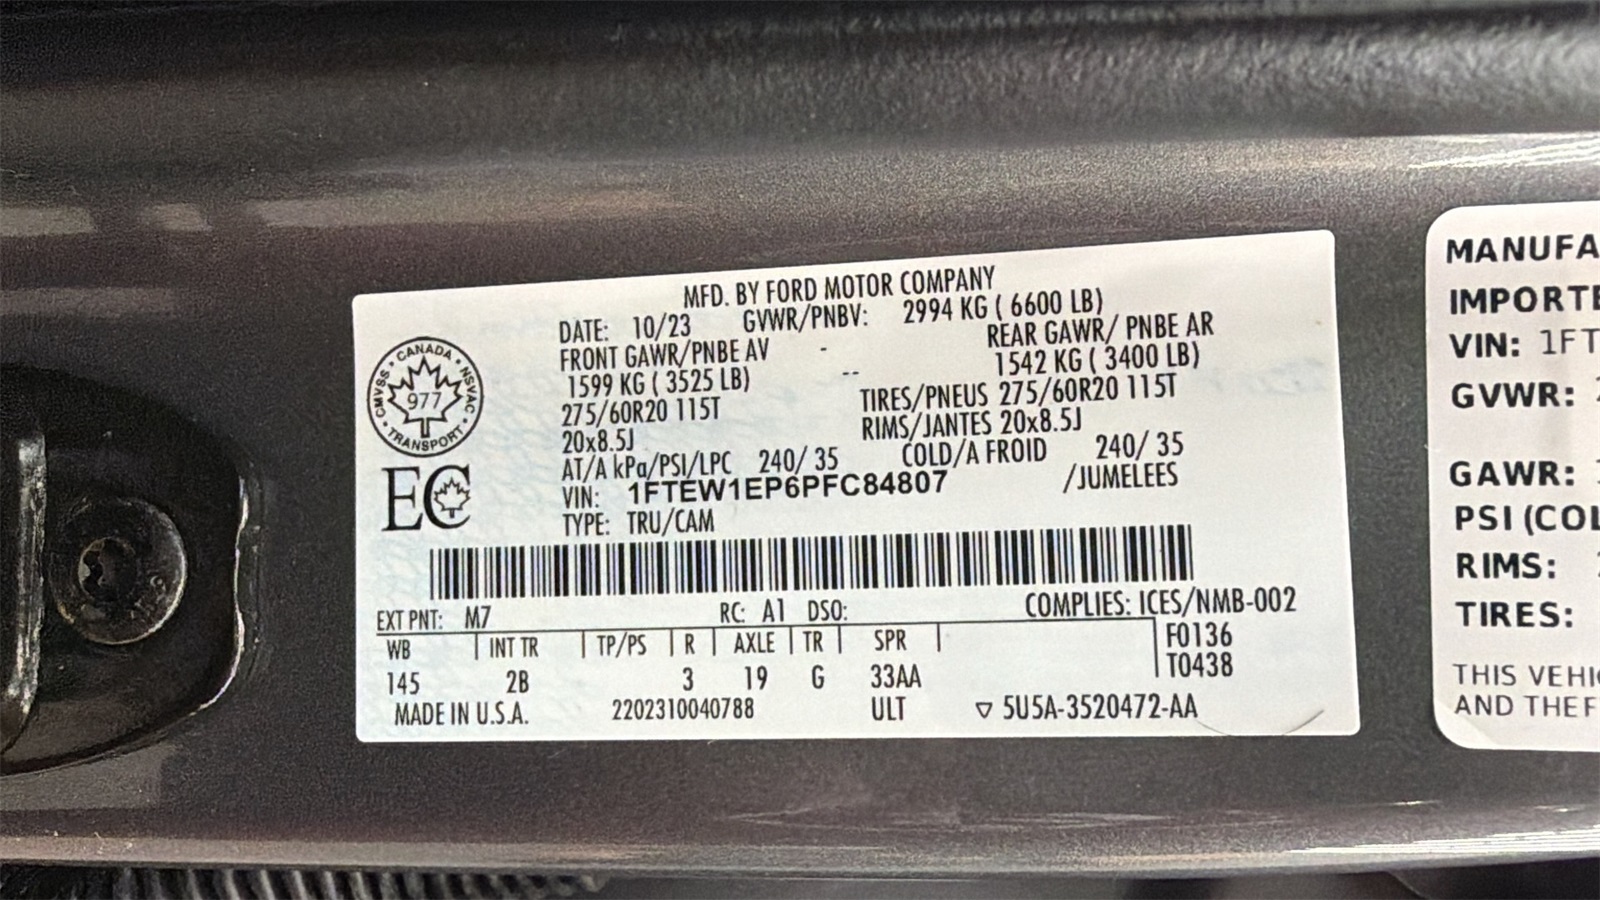 MFD. BY FORD MOTOR COMPANY
DATE: 10/23 GVWR/PNBV: 2994 KG ( 6600 LB)
FRONT GAWR/PNBE AV - REAR GAWR/ PNBE AR
1599 KG ( 3525 LB) -- 1542 KG ( 3400 LB)
275/60R20 115T TIRES/PNEUS 275/60R20 115T
20x8.5J RIMS/JANTES 20x8.5J
AT/A kPa/PSI/LPC 240/ 35 COLD/A FROID 240/ 35
VIN: 1FTEW1EP6PFC84807 /JUMELEES
TYPE: TRU/CAM
CANADA
CMVSS NSVAC
977
TRANSPORT
EC
EXT PNT: M7 RC: A1 DSO: COMPLIES: ICES/NMB-002
WB | INT TR | TP/PS | R | AXLE | TR | SPR | F0136
145 2B 3 19 G 33AA T0438
MADE IN U.S.A. 2202310040788 ULT ▽ 5U5A-3520472-AA
MANUFA
IMPORTE
VIN: 1FT
GVWR:
GAWR:
PSI (COL
RIMS:
TIRES:
THIS VEHI
AND THEF